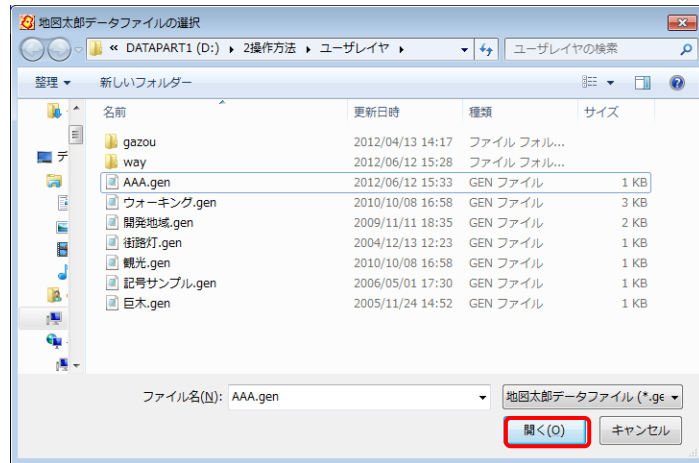 地図太郎データファイルの選択
« DATAPART1 (D:) ▸ 2操作方法 ▸ ユーザレイヤ ▸ ユーザレイヤの検索
整理 ▼ 新しいフォルダー
名前 更新日時 種類 サイズ
gazou 2012/04/13 14:17 ファイル フォル...
way 2012/06/12 15:28 ファイル フォル...
AAA.gen 2012/06/12 15:33 GEN ファイル 1 KB
ウォーキング.gen 2010/10/08 16:58 GEN ファイル 3 KB
開発地域.gen 2009/11/11 18:35 GEN ファイル 2 KB
街路灯.gen 2004/12/13 12:23 GEN ファイル 1 KB
観光.gen 2010/10/08 16:58 GEN ファイル 1 KB
記号サンプル.gen 2006/05/01 17:30 GEN ファイル 1 KB
巨木.gen 2005/11/24 14:52 GEN ファイル 1 KB
デ
ファイル名(N): AAA.gen 地図太郎データファイル (*.ge
開く(O) キャンセル